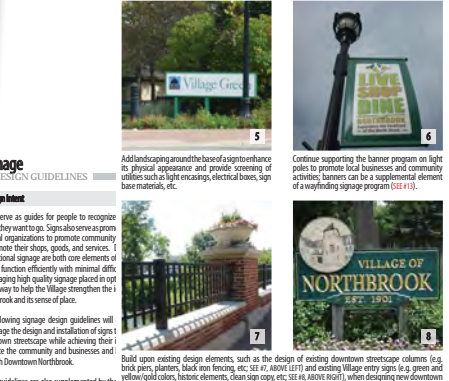 nage
DESIGN GUIDELINES
gn Intent
erve as guides for people to recognize
they want to go. Signs also serve as prom
al organizations to promote community
mote their shops, goods, and services.
tional signage are both core elements of
function efficiently with minimal diffic
aging high quality signage placed in opt
way to help the Village strengthen the i
rook and its sense of place.
lowing signage design guidelines will
age the design and installation of signs t
own streetscape while achieving their i
te the community and businesses and
h Downtown Northbrook.
Village Green
5
Add landscaping around the base of a sign to enhance
its physical appearance and provide screening of
utilities such as light encasings, electrical boxes, sign
base materials, etc.
LIVE
SHOP
DINE
NORTHBROOK
6
Continue supporting the banner program on light
poles to promote local businesses and community
activities; banners can be a supplemental element
of a wayfinding signage program (SEE #13).
7
VILLAGE OF
NORTHBROOK
EST. 1901
8
Build upon existing design elements, such as the design of existing downtown streetscape columns (e.g.
brick piers, planters, black iron fencing, etc; SEE #7, ABOVE LEFT) and existing Village entry signs (e.g. green and
yellow/gold colors, historic elements, clean sign copy, etc; SEE #8, ABOVE RIGHT), when designing new downtown